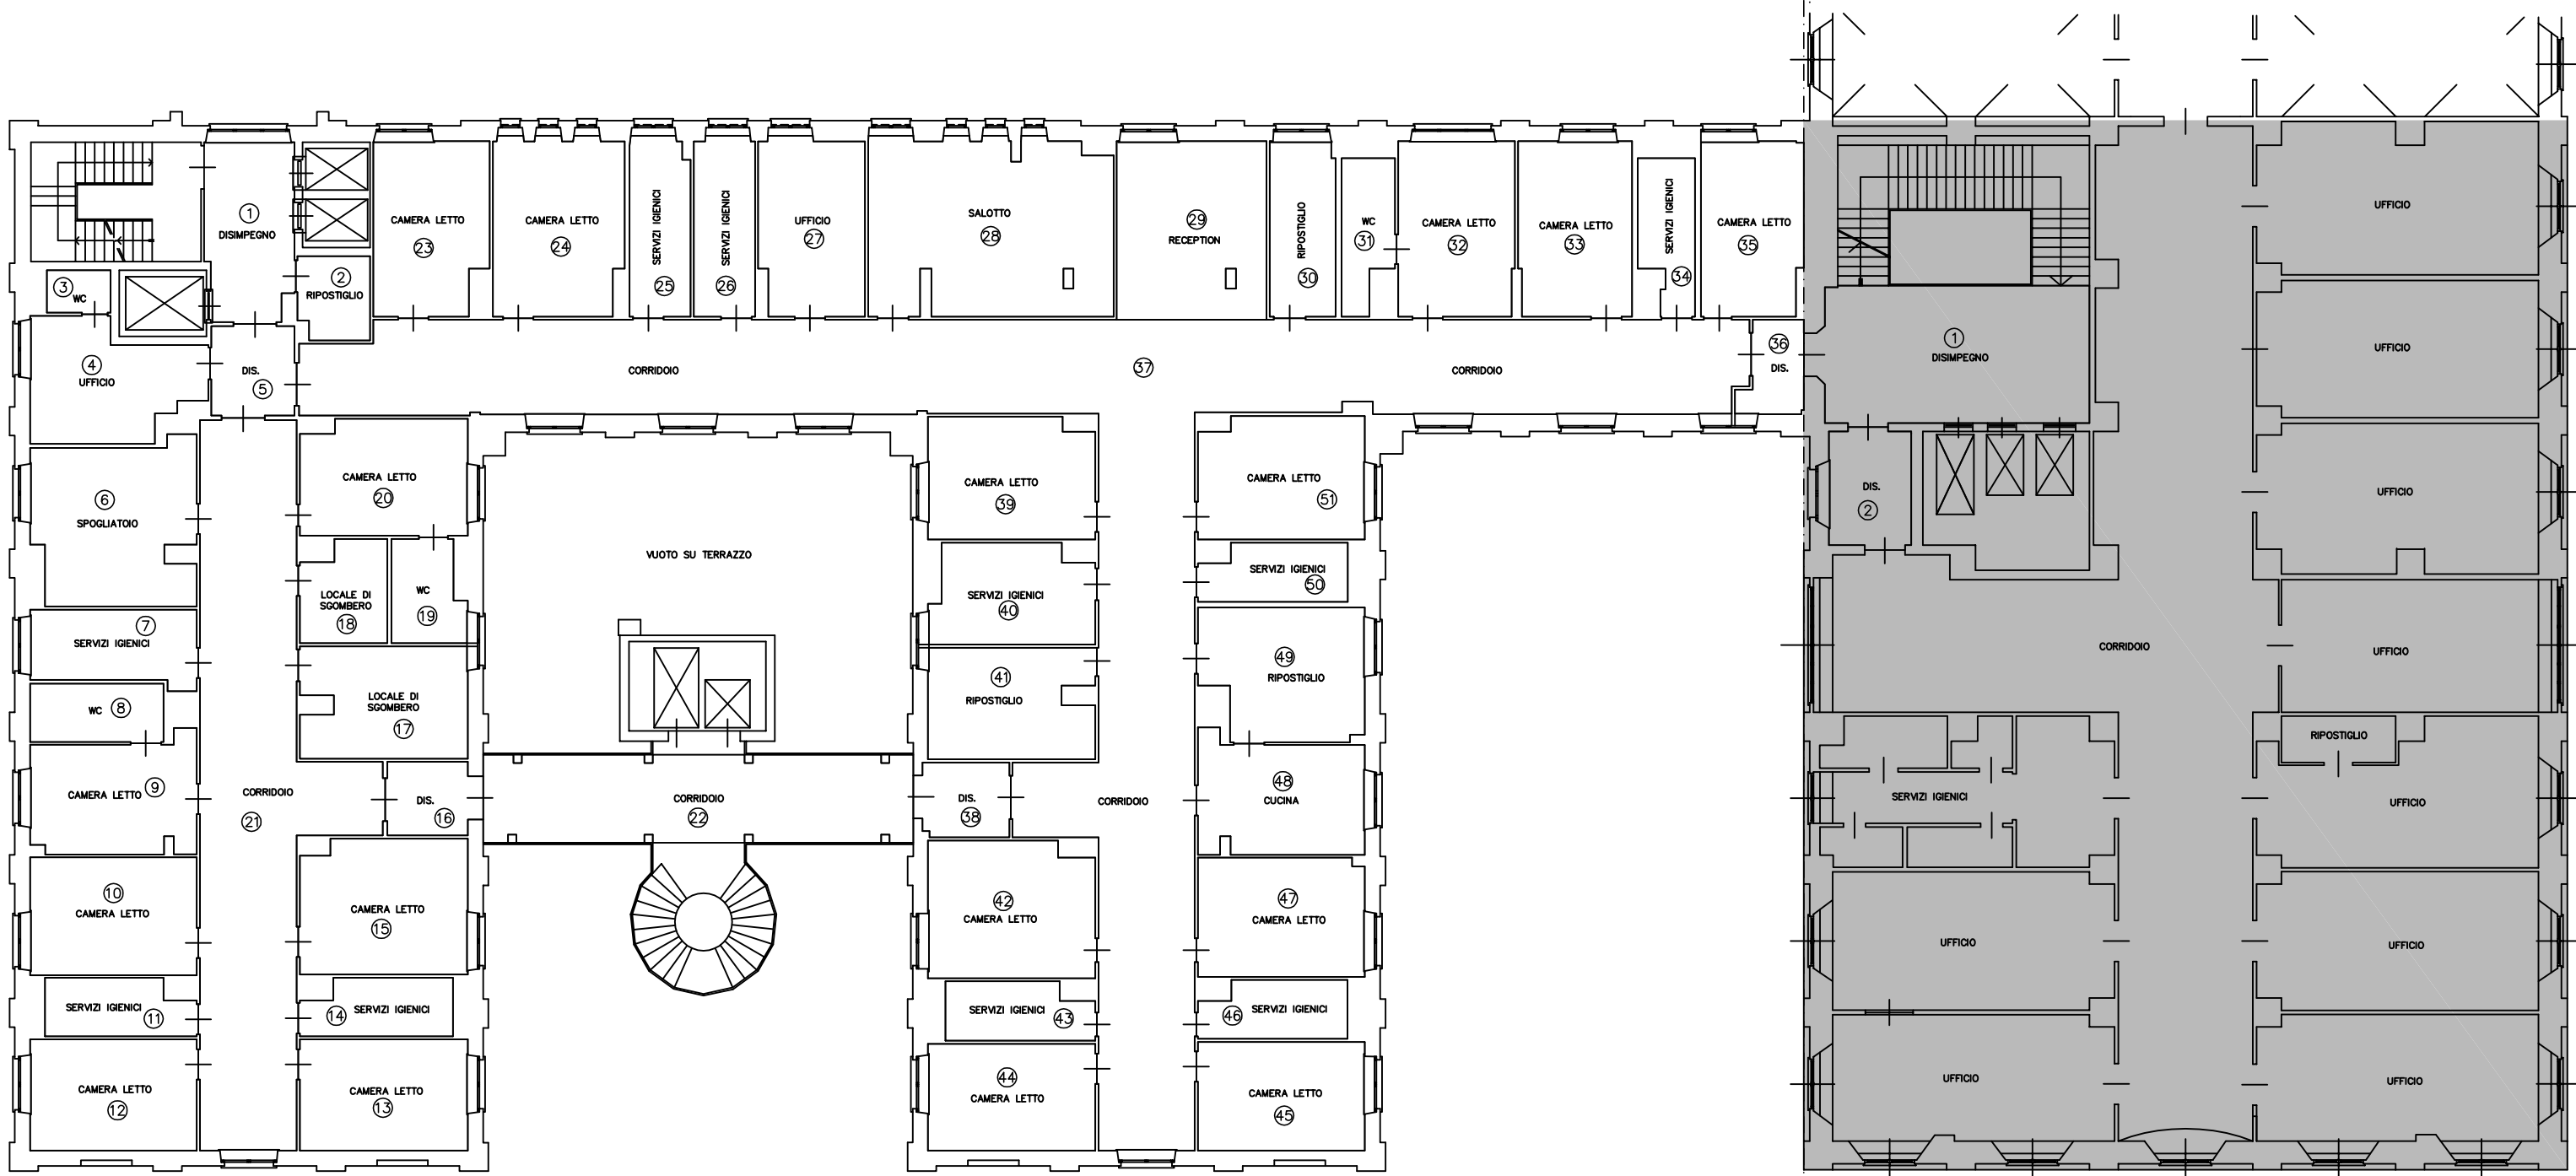 1
DISIMPEGNO
2
RIPOSTIGLIO
3
WC
4
UFFICIO
DIS.
5
6
SPOGLIATOIO
7
SERVIZI IGIENICI
WC 8
CAMERA LETTO 9
10
CAMERA LETTO
SERVIZI IGIENICI 11
CAMERA LETTO
12
CAMERA LETTO
13
14 SERVIZI IGIENICI
CAMERA LETTO
15
DIS.
16
LOCALE DI
SGOMBERO
17
LOCALE DI
SGOMBERO
18
WC
19
CAMERA LETTO
20
CORRIDOIO
21
CORRIDOIO
22
VUOTO SU TERRAZZO
CAMERA LETTO
23
CAMERA LETTO
24
SERVIZI IGIENICI
25
SERVIZI IGIENICI
26
UFFICIO
27
SALOTTO
28
29
RECEPTION
RIPOSTIGLIO
30
WC
31
CAMERA LETTO
32
CAMERA LETTO
33
SERVIZI IGIENICI
34
CAMERA LETTO
35
36
DIS.
CORRIDOIO
37
CORRIDOIO
DIS.
38
CAMERA LETTO
39
SERVIZI IGIENICI
40
41
RIPOSTIGLIO
CORRIDOIO
42
CAMERA LETTO
SERVIZI IGIENICI 43
44
CAMERA LETTO
CAMERA LETTO
45
46 SERVIZI IGIENICI
47
CAMERA LETTO
48
CUCINA
49
RIPOSTIGLIO
SERVIZI IGIENICI
50
CAMERA LETTO
51
1
DISIMPEGNO
DIS.
2
UFFICIO
UFFICIO
UFFICIO
CORRIDOIO
UFFICIO
RIPOSTIGLIO
SERVIZI IGIENICI
UFFICIO
UFFICIO
UFFICIO
UFFICIO
UFFICIO